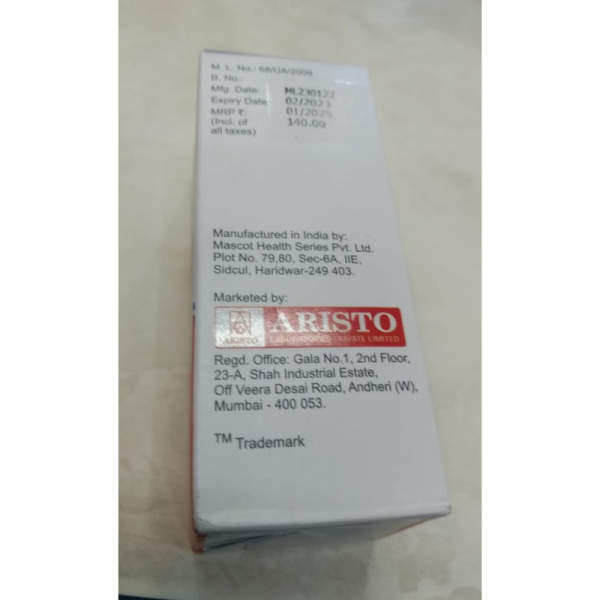 M. L. No.: 68/UA/2009
B. No.: ML230122
Mfg. Date: 02/2023
Expiry Date 01/2025
MRP ₹: 140.00
(Incl. of
all taxes)
Manufactured in India by:
Mascot Health Series Pvt. Ltd.
Plot No. 79,80, Sec-6A, IIE,
Sidcul, Haridwar-249 403.
Marketed by:
ARISTO
ARISTO
LABORATORIES PRIVATE LIMITED
Regd. Office: Gala No.1, 2nd Floor,
23-A, Shah Industrial Estate,
Off Veera Desai Road, Andheri (W),
Mumbai - 400 053.
TM Trademark